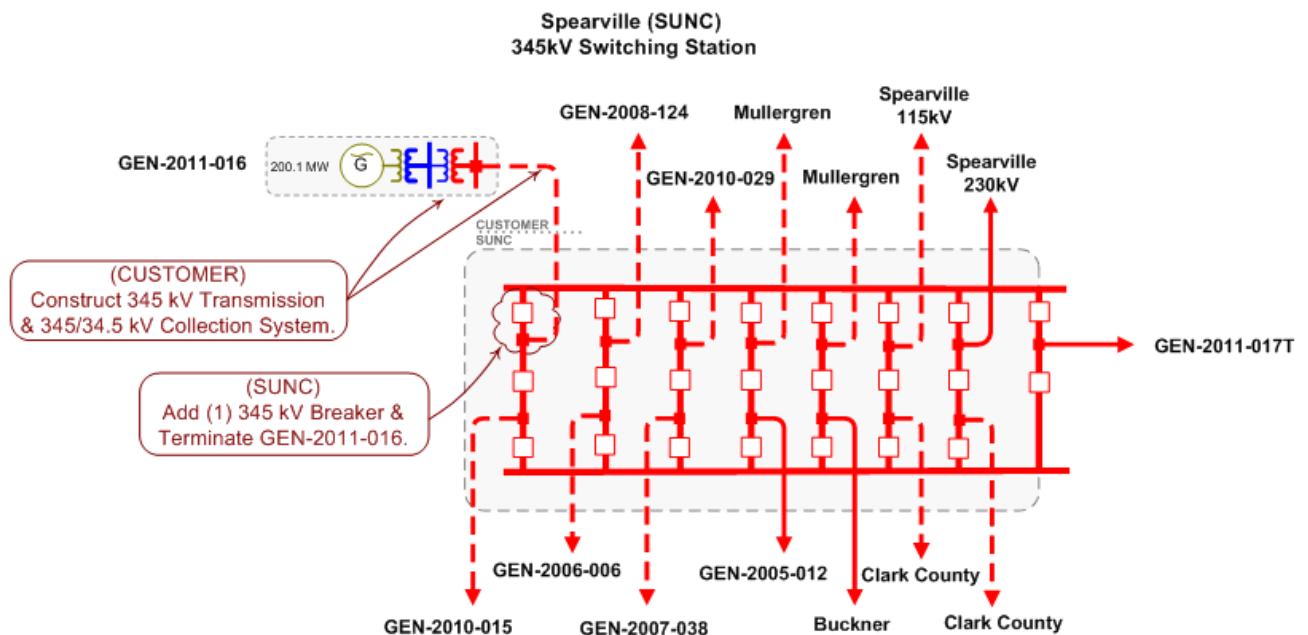 Spearville (SUNC)
345kV Switching Station
Spearville
115kV
GEN-2008-124
Mullergren
Spearville
230kV
GEN-2011-016
200.1 MW
G
GEN-2010-029
Mullergren
CUSTOMER
SUNC
(CUSTOMER)
Construct 345 kV Transmission
& 345/34.5 kV Collection System.
GEN-2011-017T
(SUNC)
Add (1) 345 kV Breaker &
Terminate GEN-2011-016.
GEN-2006-006
GEN-2005-012
Clark County
GEN-2010-015
GEN-2007-038
Buckner
Clark County